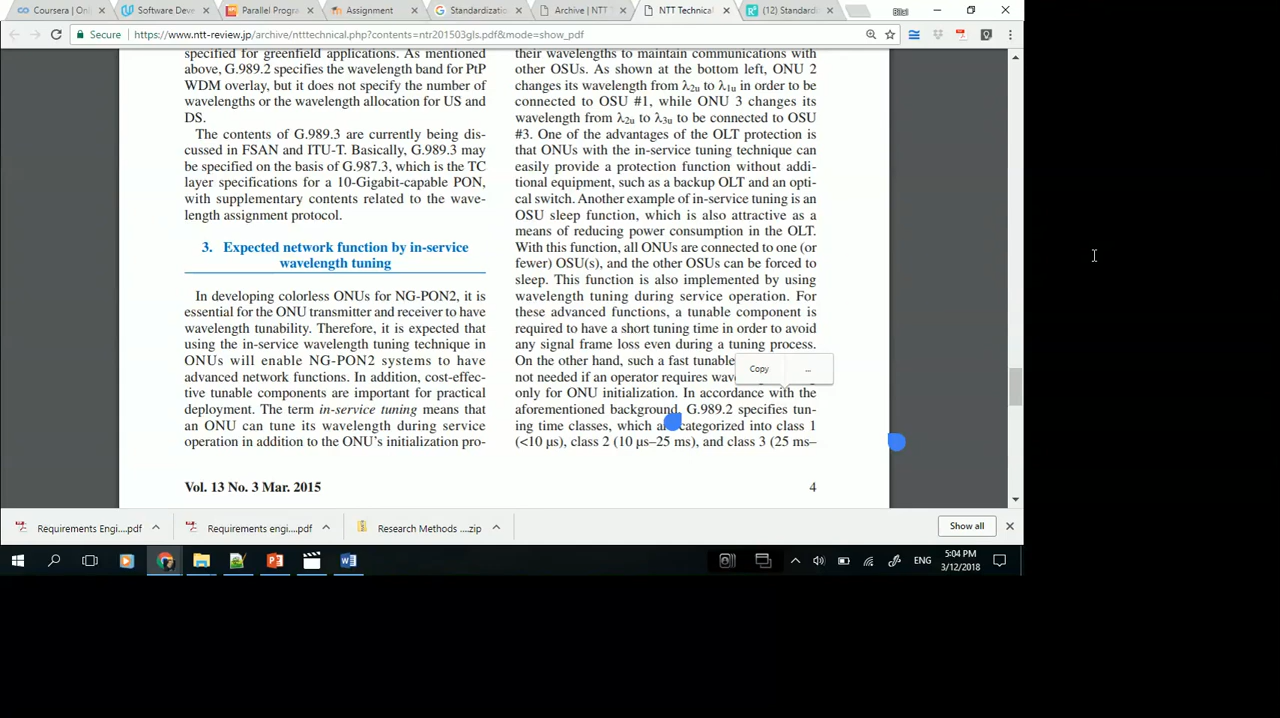 Coursera | Onl
Software Deve
Parallel Progra
Assignment
Standardizatio
Archive | NTT T
NTT Technical
(12) Standardi
Bilal
Secure
https://www.ntt-review.jp/archive/ntttechnical.php?contents=ntr201503gls.pdf&mode=show_pdf
specified for greenfield applications. As mentioned
above, G.989.2 specifies the wavelength band for PtP
WDM overlay, but it does not specify the number of
wavelengths or the wavelength allocation for US and
DS.
The contents of G.989.3 are currently being dis-
cussed in FSAN and ITU-T. Basically, G.989.3 may
be specified on the basis of G.987.3, which is the TC
layer specifications for a 10-Gigabit-capable PON,
with supplementary contents related to the wave-
length assignment protocol.
3. Expected network function by in-service
wavelength tuning
In developing colorless ONUs for NG-PON2, it is
essential for the ONU transmitter and receiver to have
wavelength tunability. Therefore, it is expected that
using the in-service wavelength tuning technique in
ONUs will enable NG-PON2 systems to have
advanced network functions. In addition, cost-effec-
tive tunable components are important for practical
deployment. The term in-service tuning means that
an ONU can tune its wavelength during service
operation in addition to the ONU's initialization pro-
their wavelengths to maintain communications with
other OSUs. As shown at the bottom left, ONU 2
changes its wavelength from λ2u to λ1u in order to be
connected to OSU #1, while ONU 3 changes its
wavelength from λ2u to λ3u to be connected to OSU
#3. One of the advantages of the OLT protection is
that ONUs with the in-service tuning technique can
easily provide a protection function without addi-
tional equipment, such as a backup OLT and an opti-
cal switch. Another example of in-service tuning is an
OSU sleep function, which is also attractive as a
means of reducing power consumption in the OLT.
With this function, all ONUs are connected to one (or
fewer) OSU(s), and the other OSUs can be forced to
sleep. This function is also implemented by using
wavelength tuning during service operation. For
these advanced functions, a tunable component is
required to have a short tuning time in order to avoid
any signal frame loss even during a tuning process.
On the other hand, such a fast tunable
not needed if an operator requires wav
only for ONU initialization. In accordance with the
aforementioned background, G.989.2 specifies tun-
ing time classes, which categorized into class 1
(<10 μs), class 2 (10 μs–25 ms), and class 3 (25 ms–
Copy
...
Vol. 13 No. 3 Mar. 2015
4
Requirements Engi....pdf
Requirements engi....pdf
Research Methods ....zip
Show all
ENG
5:04 PM
3/12/2018